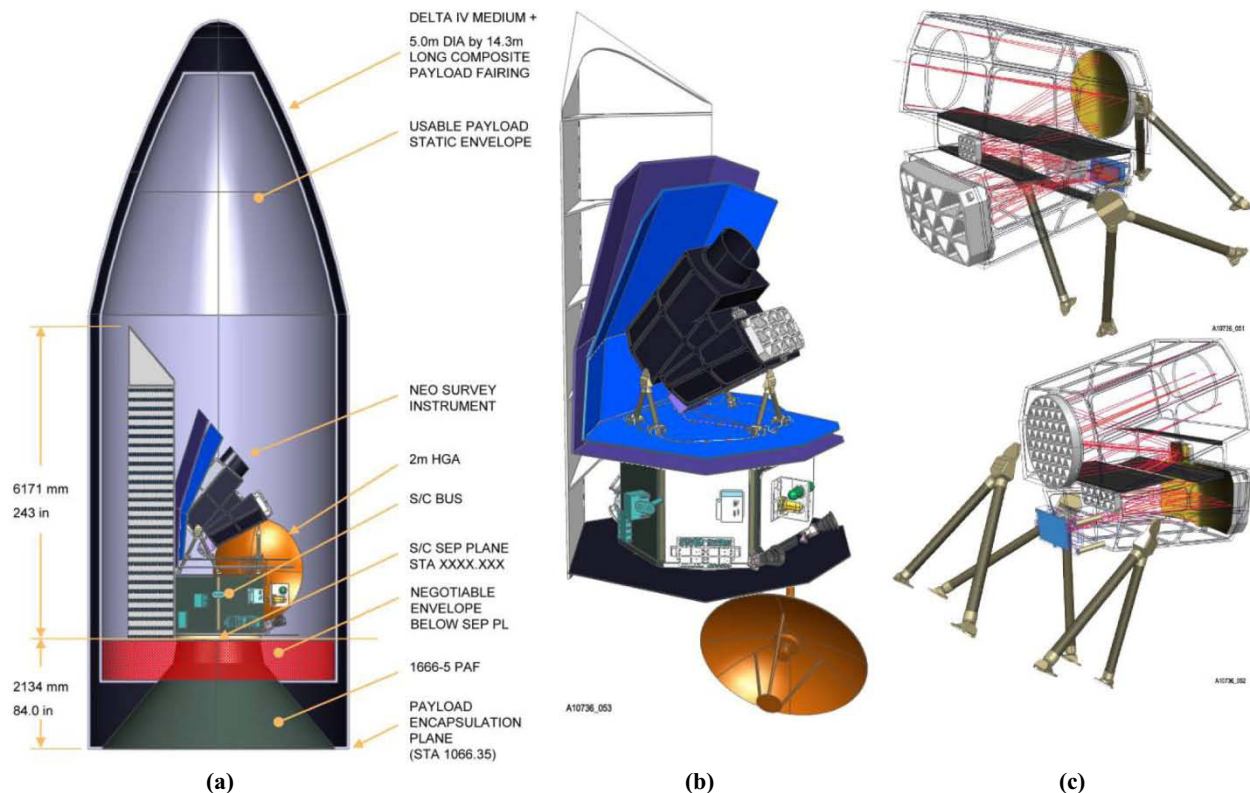 DELTA IV MEDIUM +
5.0m DIA by 14.3m
LONG COMPOSITE
PAYLOAD FAIRING
USABLE PAYLOAD
STATIC ENVELOPE
NEO SURVEY
INSTRUMENT
2m HGA
S/C BUS
S/C SEP PLANE
STA XXXX.XXX
NEGOTIABLE
ENVELOPE
BELOW SEP PL
1666-5 PAF
PAYLOAD
ENCAPSULATION
PLANE
(STA 1066.35)
6171 mm
243 in
2134 mm
84.0 in
(a)
A10736_053
(b)
A10736_051
A10736_052
(c)